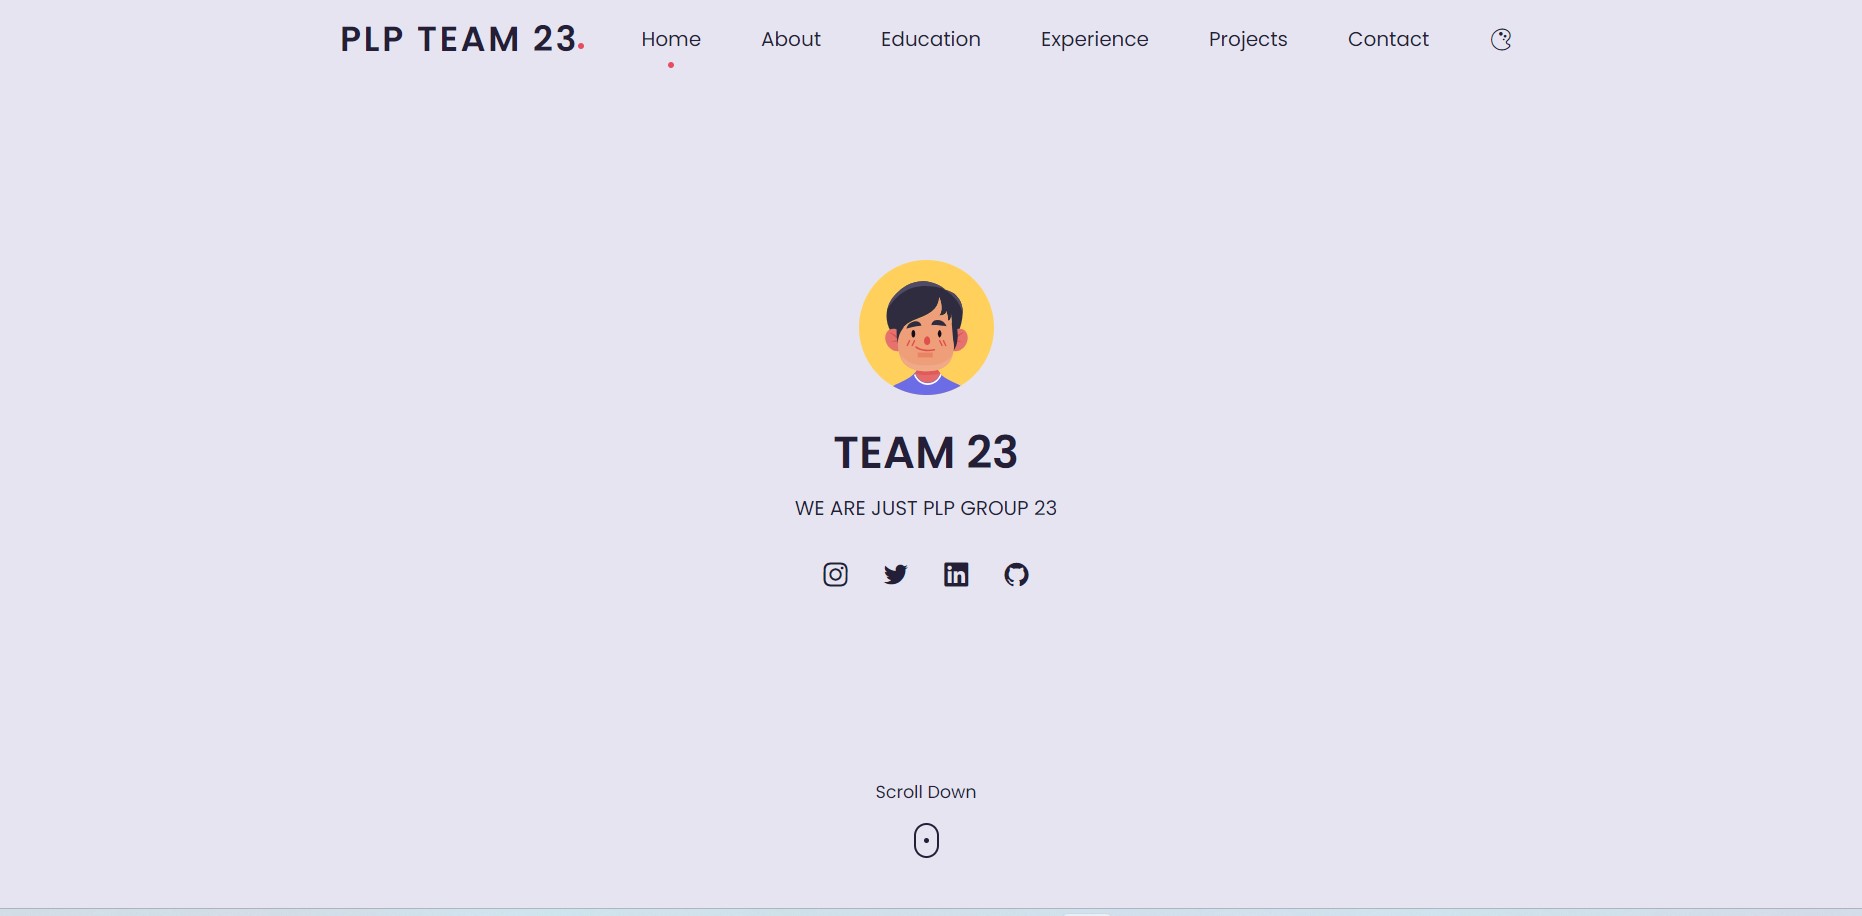 PLP TEAM 23.
Home
About
Education
Experience
Projects
Contact
TEAM 23
WE ARE JUST PLP GROUP 23
Scroll Down